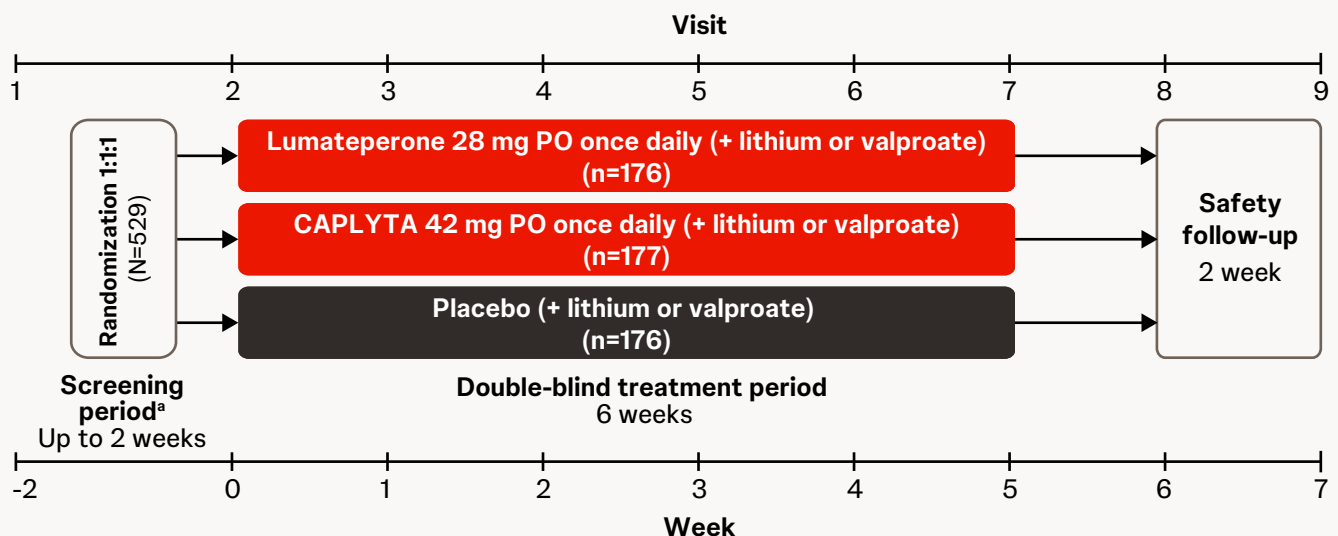 Visit
1 2 3 4 5 6 7 8 9
Randomization 1:1:1
(N=529)
Lumateperone 28 mg PO once daily (+ lithium or valproate)
(n=176)
CAPLYTA 42 mg PO once daily (+ lithium or valproate)
(n=177)
Placebo (+ lithium or valproate)
(n=176)
Safety
follow-up
2 week
Screening
periodᵃ
Up to 2 weeks
Double-blind treatment period
6 weeks
-2 0 1 2 3 4 5 6 7
Week